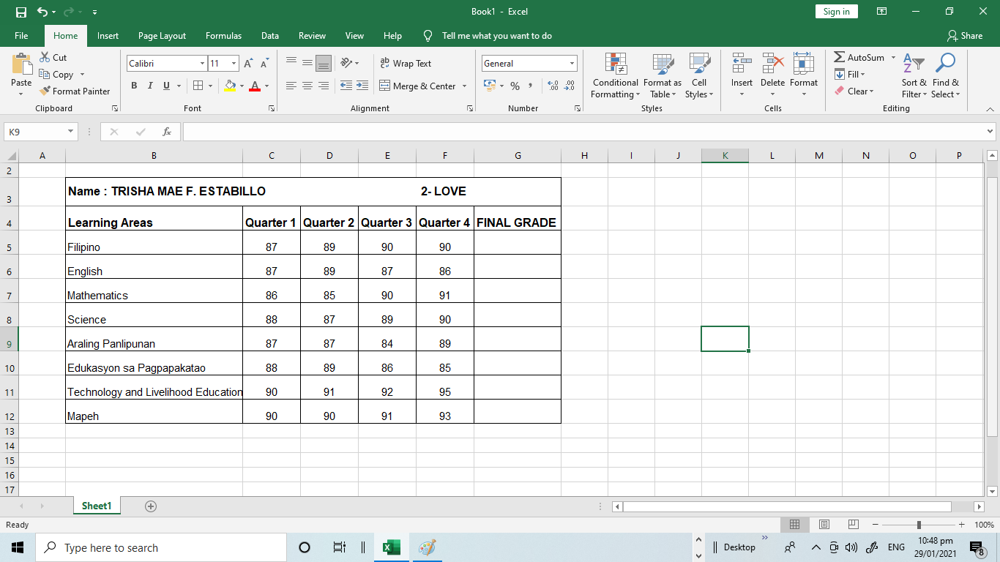 Book1 - Excel
Sign in
File Home Insert Page Layout Formulas Data Review View Help Tell me what you want to do Share
Paste
Cut
Copy
Format Painter
Clipboard
Calibri 11
B I U
Font
Wrap Text
Merge & Center
Alignment
General
Number
Conditional Formatting
Format as Table
Cell Styles
Styles
Insert Delete Format
Cells
AutoSum
Fill
Clear
Sort & Filter
Find & Select
Editing
K9 fx
A B C D E F G H I J K L M N O P
2
3 Name : TRISHA MAE F. ESTABILLO 2- LOVE
4 Learning Areas Quarter 1 Quarter 2 Quarter 3 Quarter 4 FINAL GRADE
5 Filipino 87 89 90 90
6 English 87 89 87 86
7 Mathematics 86 85 90 91
8 Science 88 87 89 90
9 Araling Panlipunan 87 87 84 89
10 Edukasyon sa Pagpapakatao 88 89 86 85
11 Technology and Livelihood Education 90 91 92 95
12 Mapeh 90 90 91 93
13
14
15
16
17
Sheet1
Ready 100%
Type here to search
Desktop
ENG
10:48 pm
29/01/2021
8